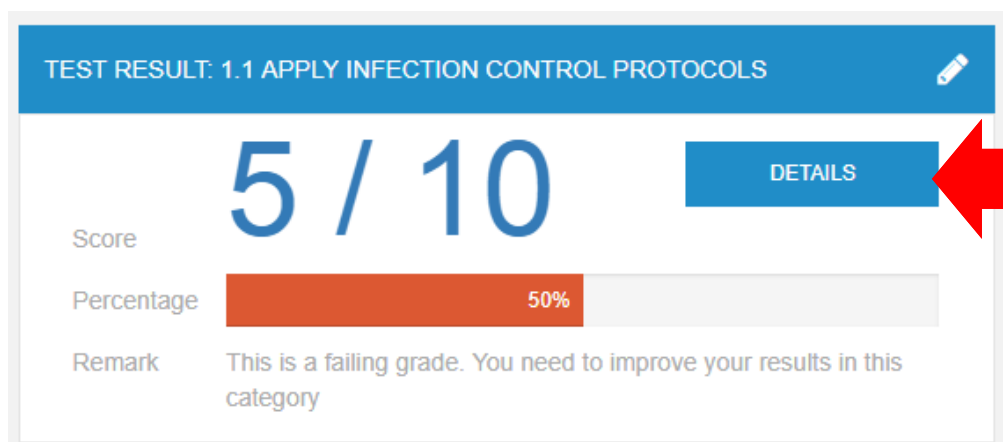 TEST RESULT: 1.1 APPLY INFECTION CONTROL PROTOCOLS
Score 5 / 10
DETAILS
Percentage 50%
Remark This is a failing grade. You need to improve your results in this
category